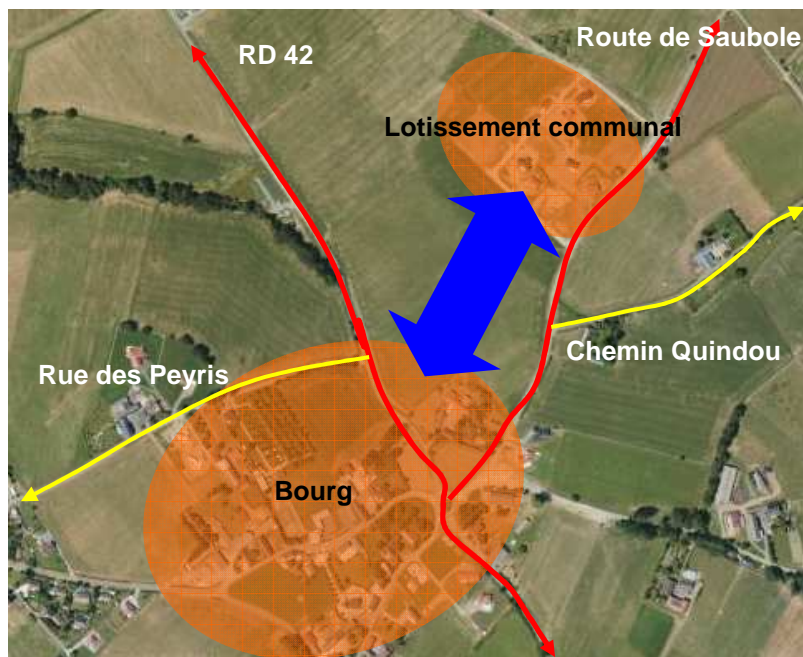 Route de Saubole
RD 42
Lotissement communal
Chemin Quindou
Rue des Peyris
Bourg